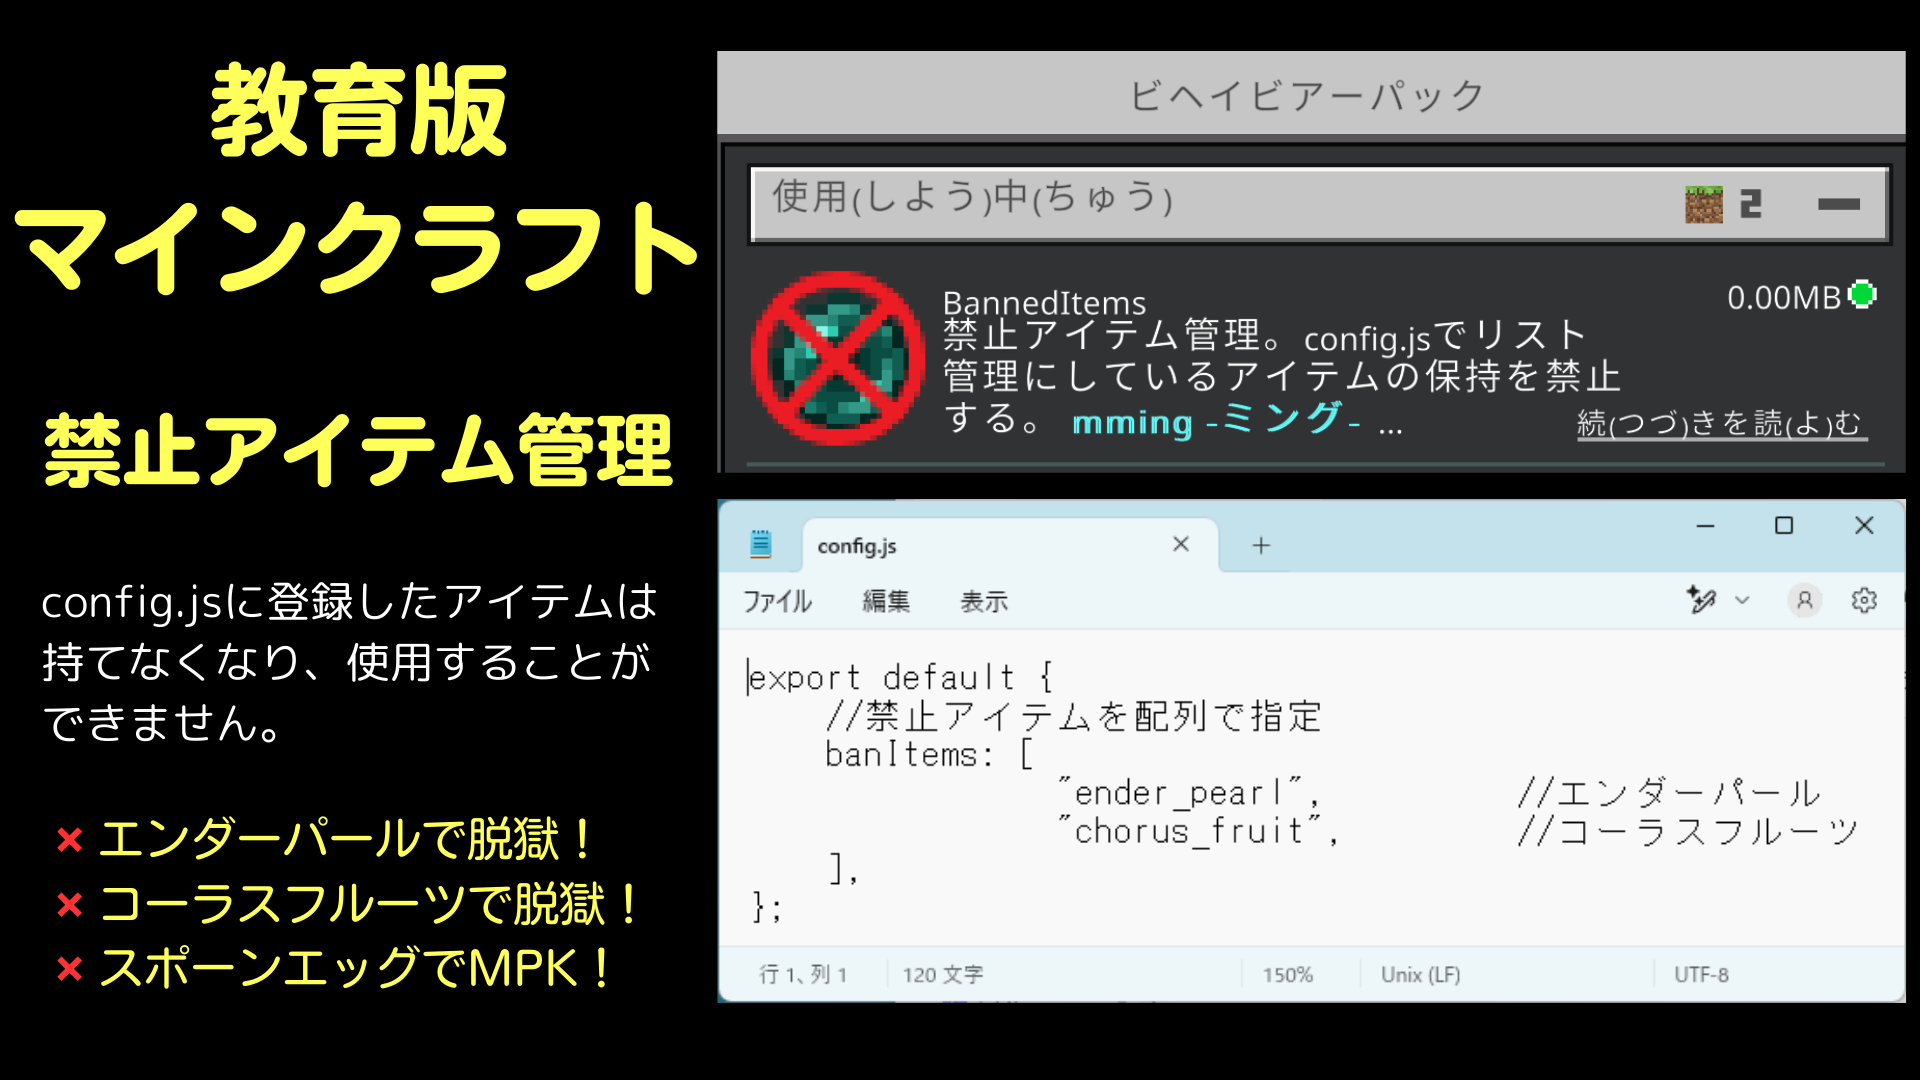 教育版
マインクラフト
禁止アイテム管理
config.jsに登録したアイテムは
持てなくなり、使用することが
できません。
× エンダーパールで脱獄！
× コーラスフルーツで脱獄！
× スポーンエッグでMPK！
ビヘイビアーパック
使用(しよう)中(ちゅう) 2
BannedItems 0.00MB
禁止アイテム管理。config.jsでリスト
管理にしているアイテムの保持を禁止
する。 mming -ミング- ...
続(つづ)きを読(よ)む
config.js
ファイル 編集 表示
export default {
//禁止アイテムを配列で指定
banItems: [
"ender_pearl", //エンダーパール
"chorus_fruit", //コーラスフルーツ
],
};
行 1、列 1 120 文字 150% Unix (LF) UTF-8